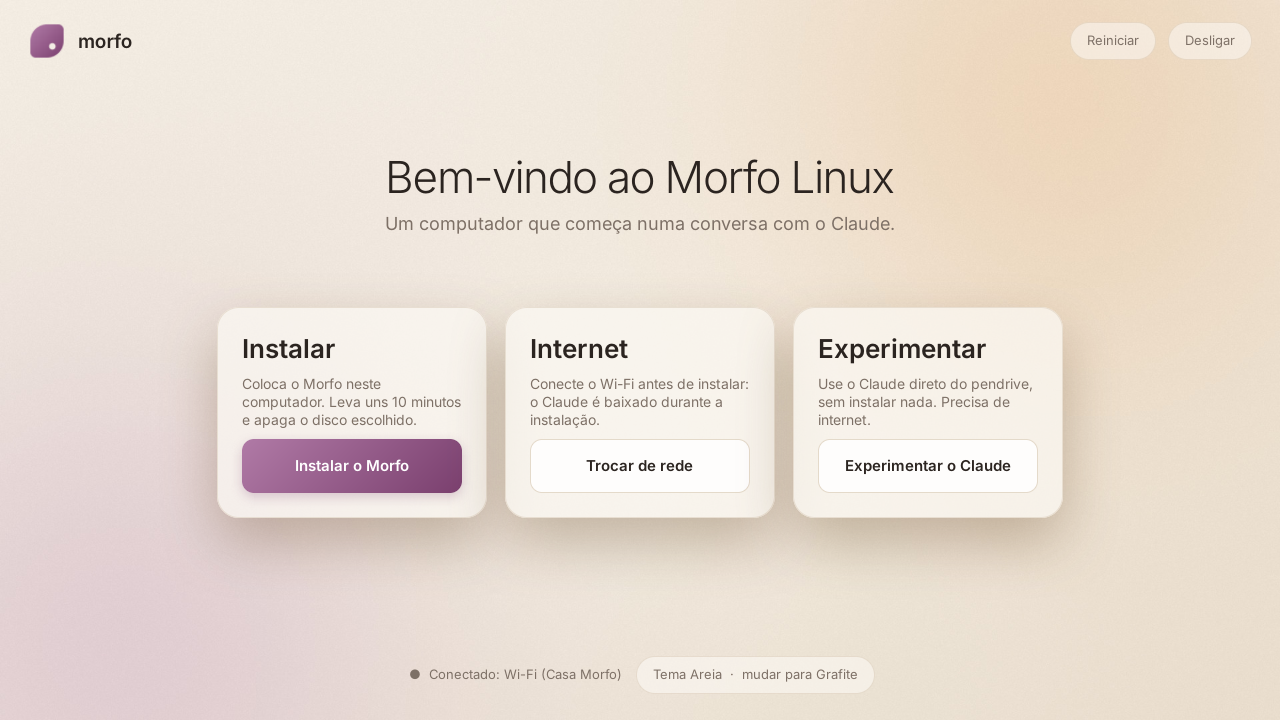 morfo
Reiniciar
Desligar
Bem-vindo ao Morfo Linux
Um computador que começa numa conversa com o Claude.
Instalar
Coloca o Morfo neste
computador. Leva uns 10 minutos
e apaga o disco escolhido.
Instalar o Morfo
Internet
Conecte o Wi-Fi antes de instalar:
o Claude é baixado durante a
instalação.
Trocar de rede
Experimentar
Use o Claude direto do pendrive,
sem instalar nada. Precisa de
internet.
Experimentar o Claude
Conectado: Wi-Fi (Casa Morfo)
Tema Areia · mudar para Grafite